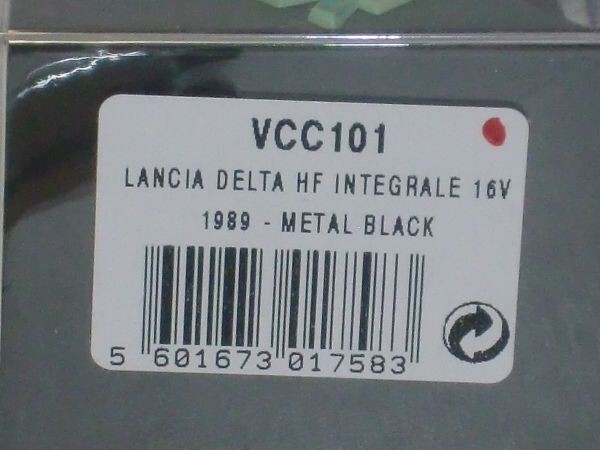 VCC101
LANCIA DELTA HF INTEGRALE 16V
1989 - METAL BLACK
5 601673 017583